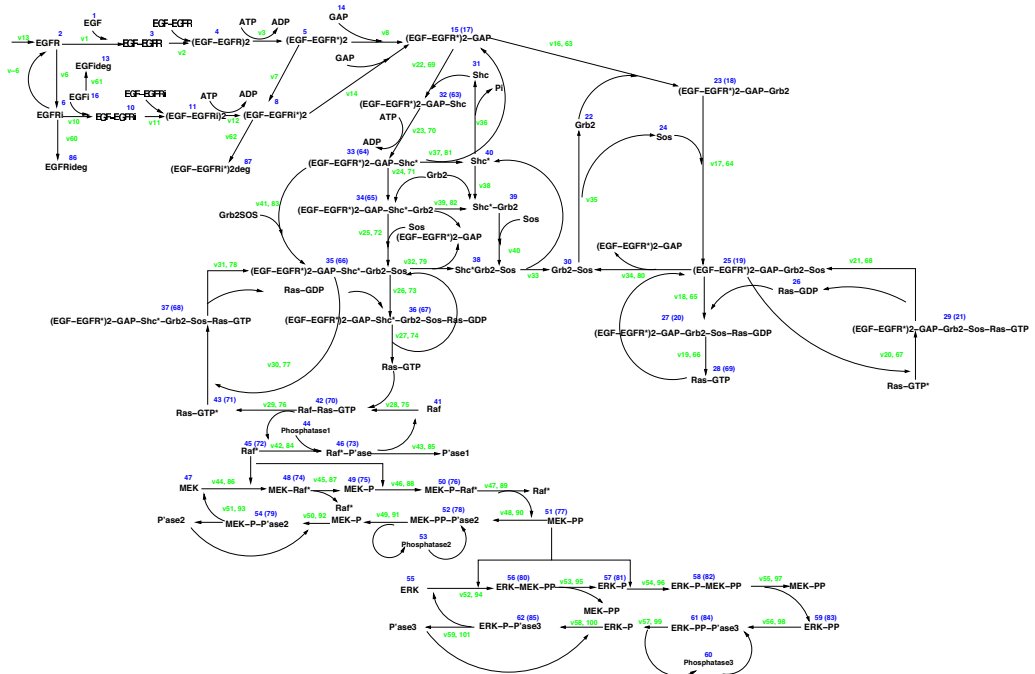 1
EGF
EGF-EGFR
ATP
ADP
GAP
14
v13
2
EGFR
v1
3
EGF-EGFR
v2
4
(EGF-EGFR)2
v3
5
(EGF-EGFR*)2
v8
15 (17)
(EGF-EGFR*)2-GAP
v16, 63
13
EGFideg
GAP
v22, 69
31
Shc
v-6
v6
v61
16
EGFi
v7
v14
Pi
23 (18)
(EGF-EGFR*)2-GAP-Grb2
6
EGFRi
v10
EGF-EGFRi
10
EGF-EGFRi
v11
11
(EGF-EGFRi)2
ATP
ADP
v12
8
(EGF-EGFRi*)2
32 (63)
(EGF-EGFR*)2-GAP-Shc
ATP
v23, 70
v36
22
Grb2
24
Sos
v60
v62
ADP
v37, 81
40
Shc*
v17, 64
86
EGFRideg
87
(EGF-EGFRi*)2deg
33 (64)
(EGF-EGFR*)2-GAP-Shc*
v24, 71
Grb2
v38
v35
v41, 83
34(65)
(EGF-EGFR*)2-GAP-Shc*-Grb2
v39, 82
Shc*-Grb2
39
Grb2SOS
v25, 72
Sos
(EGF-EGFR*)2-GAP
Sos
v40
(EGF-EGFR*)2-GAP
v31, 78
35 (66)
(EGF-EGFR*)2-GAP-Shc*-Grb2-Sos
v32, 79
38
Shc*Grb2-Sos
v33
30
Grb2-Sos
v34, 80
25 (19)
(EGF-EGFR*)2-GAP-Grb2-Sos
v21, 68
Ras-GDP
v26, 73
v18, 65
26
Ras-GDP
37 (68)
(EGF-EGFR*)2-GAP-Shc*-Grb2-Sos-Ras-GTP
36 (67)
(EGF-EGFR*)2-GAP-Shc*-Grb2-Sos-Ras-GDP
27 (20)
(EGF-EGFR*)2-GAP-Grb2-Sos-Ras-GDP
29 (21)
(EGF-EGFR*)2-GAP-Grb2-Sos-Ras-GTP
v27, 74
v19, 66
v20, 67
v30, 77
Ras-GTP
28 (69)
Ras-GTP
Ras-GTP*
43 (71)
Ras-GTP*
v29, 76
42 (70)
Raf-Ras-GTP
v28, 75
41
Raf
44
Phosphatase1
45 (72)
Raf*
v42, 84
46 (73)
Raf*-P'ase
v43, 85
P'ase1
47
MEK
v44, 86
48 (74)
MEK-Raf*
v45, 87
49 (75)
MEK-P
v46, 88
50 (76)
MEK-P-Raf*
v47, 89
Raf*
Raf*
v51, 93
P'ase2
54 (79)
MEK-P-P'ase2
v50, 92
MEK-P
v49, 91
52 (78)
MEK-PP-P'ase2
v48, 90
51 (77)
MEK-PP
53
Phosphatase2
55
ERK
v52, 94
56 (80)
ERK-MEK-PP
v53, 95
57 (81)
ERK-P
v54, 96
58 (82)
ERK-P-MEK-PP
v55, 97
MEK-PP
MEK-PP
P'ase3
v59, 101
62 (85)
ERK-P-P'ase3
v58, 100
ERK-P
v57, 99
61 (84)
ERK-PP-P'ase3
v56, 98
59 (83)
ERK-PP
60
Phosphatase3